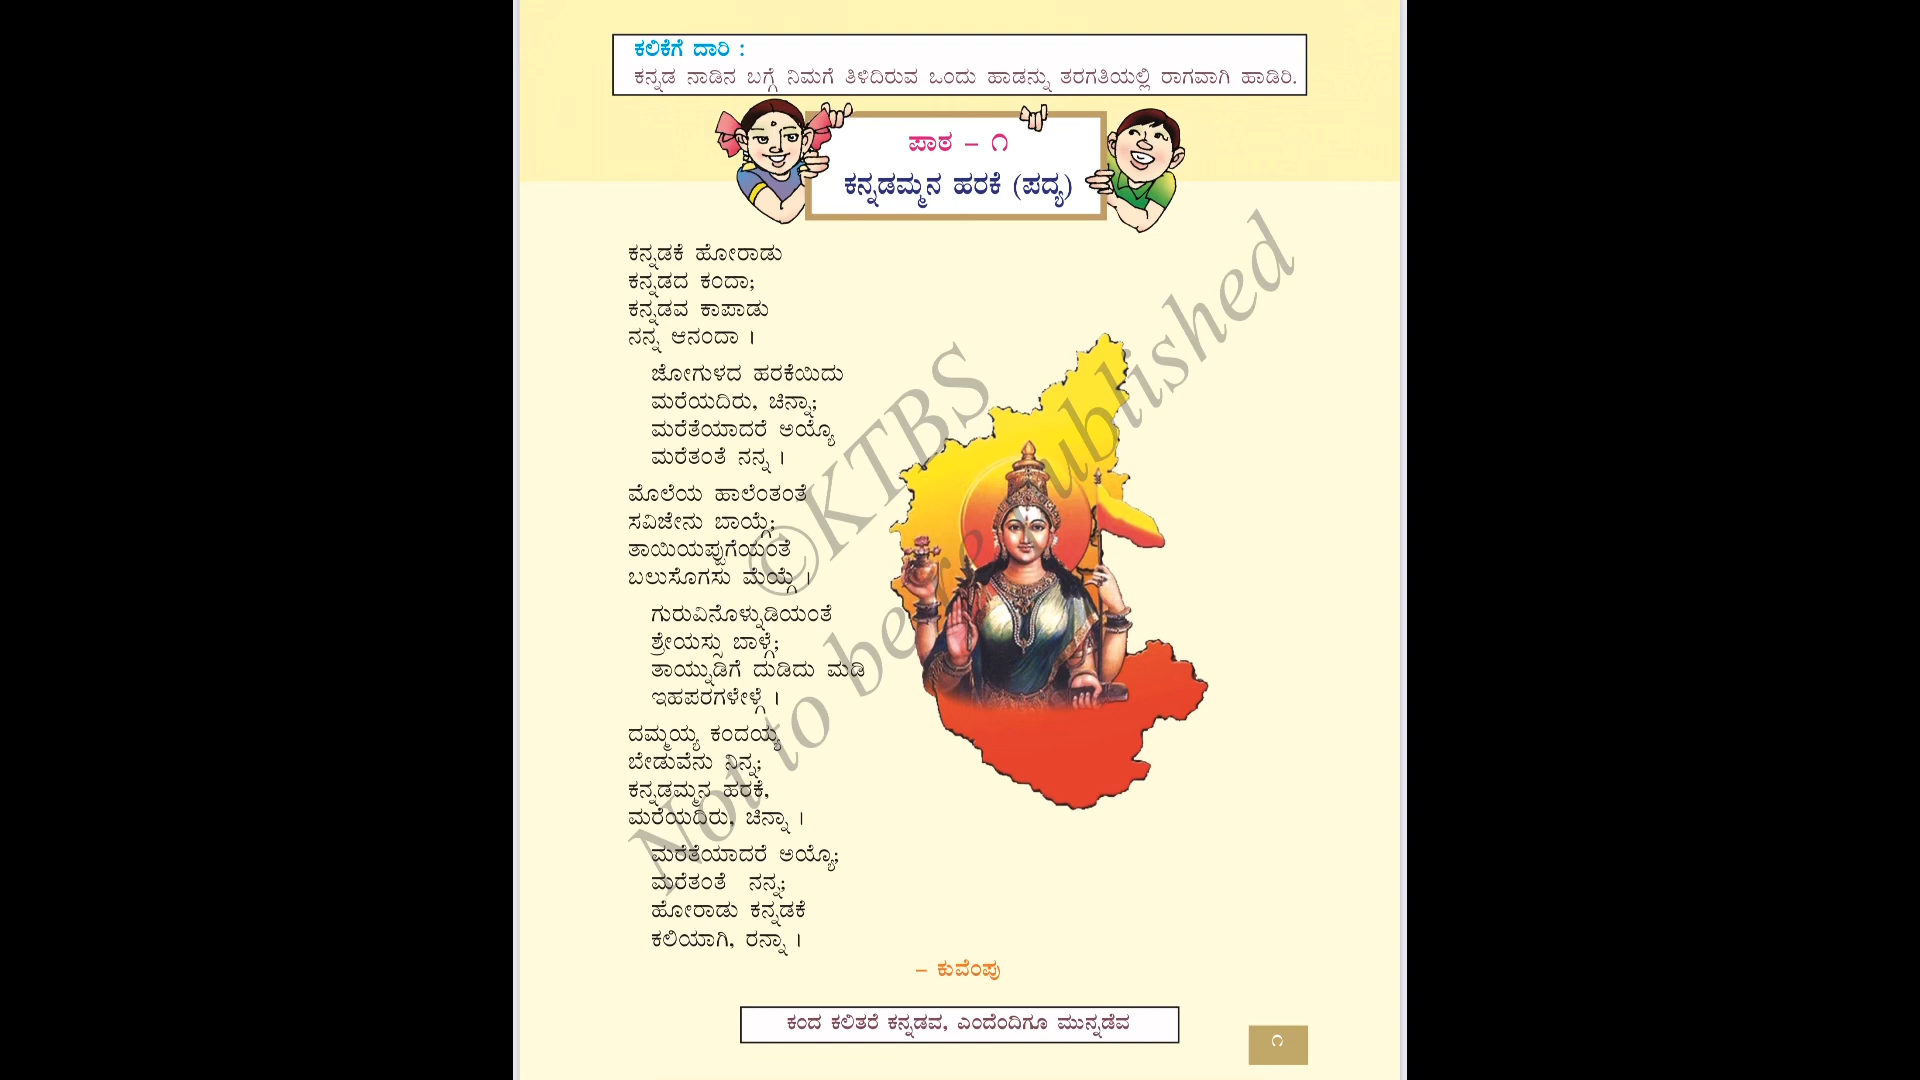 ಕಲಿಕೆಗೆ ದಾರಿ :
ಕನ್ನಡ ನಾಡಿನ ಬಗ್ಗೆ ನಿಮಗೆ ತಿಳಿದಿರುವ ಒಂದು ಹಾಡನ್ನು ತರಗತಿಯಲ್ಲಿ ರಾಗವಾಗಿ ಹಾಡಿರಿ.
ಪಾಠ – ೧
ಕನ್ನಡಮ್ಮನ ಹರಕೆ (ಪದ್ಯ)
ಕನ್ನಡಕೆ ಹೋರಾಡು
ಕನ್ನಡದ ಕಂದಾ;
ಕನ್ನಡವ ಕಾಪಾಡು
ನನ್ನ ಆನಂದಾ ।
ಜೋಗುಳದ ಹರಕೆಯಿದು
ಮರೆಯದಿರು, ಚಿನ್ನಾ;
ಮರೆತೆಯಾದರೆ ಅಯ್ಯೊ
ಮರೆತಂತೆ ನನ್ನ ।
ಮೊಲೆಯ ಹಾಲೆಂತಂತೆ
ಸವಿಜೇನು ಬಾಯ್ಗೆ;
ತಾಯಿಯಪ್ಪುಗೆಯಂತೆ
ಬಲುಸೊಗಸು ಮೆಯ್ಗೆ ।
ಗುರುವಿನೊಳ್ನುಡಿಯಂತೆ
ಶ್ರೇಯಸ್ಸು ಬಾಳ್ಗೆ;
ತಾಯ್ನುಡಿಗೆ ದುಡಿದು ಮಡಿ
ಇಹಪರಗಳೇಳ್ಗೆ ।
ದಮ್ಮಯ್ಯ ಕಂದಯ್ಯ
ಬೇಡುವೆನು ನಿನ್ನ;
ಕನ್ನಡಮ್ಮನ ಹರಕೆ,
ಮರೆಯದಿರು, ಚಿನ್ನಾ ।
ಮರೆತೆಯಾದರೆ ಅಯ್ಯೊ;
ಮರೆತಂತೆ ನನ್ನ;
ಹೋರಾಡು ಕನ್ನಡಕೆ
ಕಲಿಯಾಗಿ, ರನ್ನಾ ।
– ಕುವೆಂಪು
ಕಂದ ಕಲಿತರೆ ಕನ್ನಡವ, ಎಂದೆಂದಿಗೂ ಮುನ್ನಡೆವ
೧
©KTBS
Not to be republished